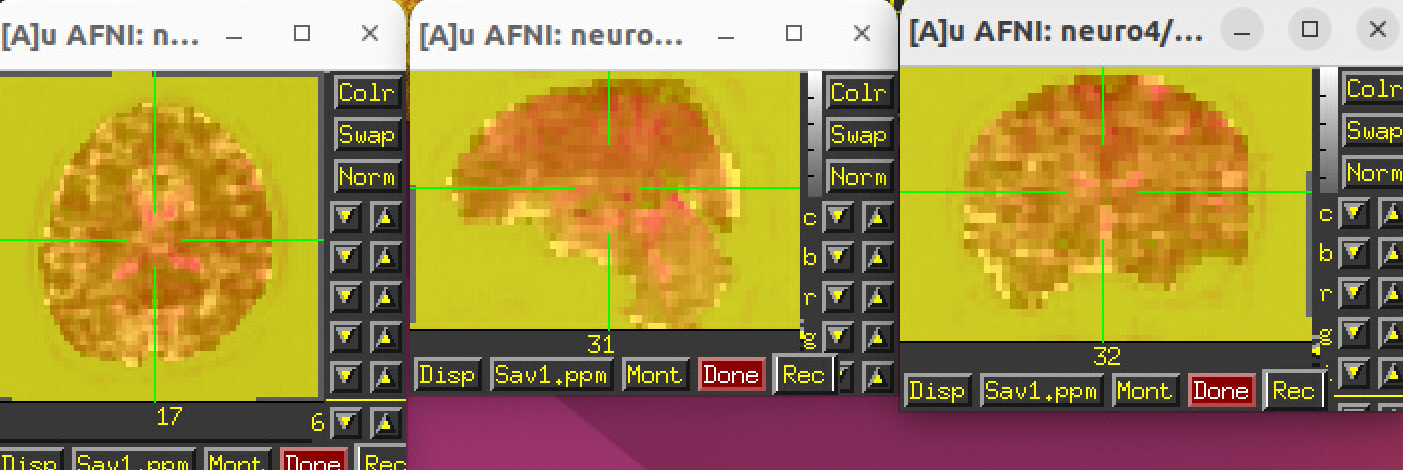 [A]u AFNI: n...
Colr
Swap
Norm
17
6
Disp Sav1.ppm Mont Done Rec
[A]u AFNI: neuro...
Colr
Swap
Norm
c
b
r
g
31
Disp Sav1.ppm Mont Done Rec
[A]u AFNI: neuro4/...
Colr
Swap
Norm
c
b
r
g
32
Disp Sav1.ppm Mont Done Rec